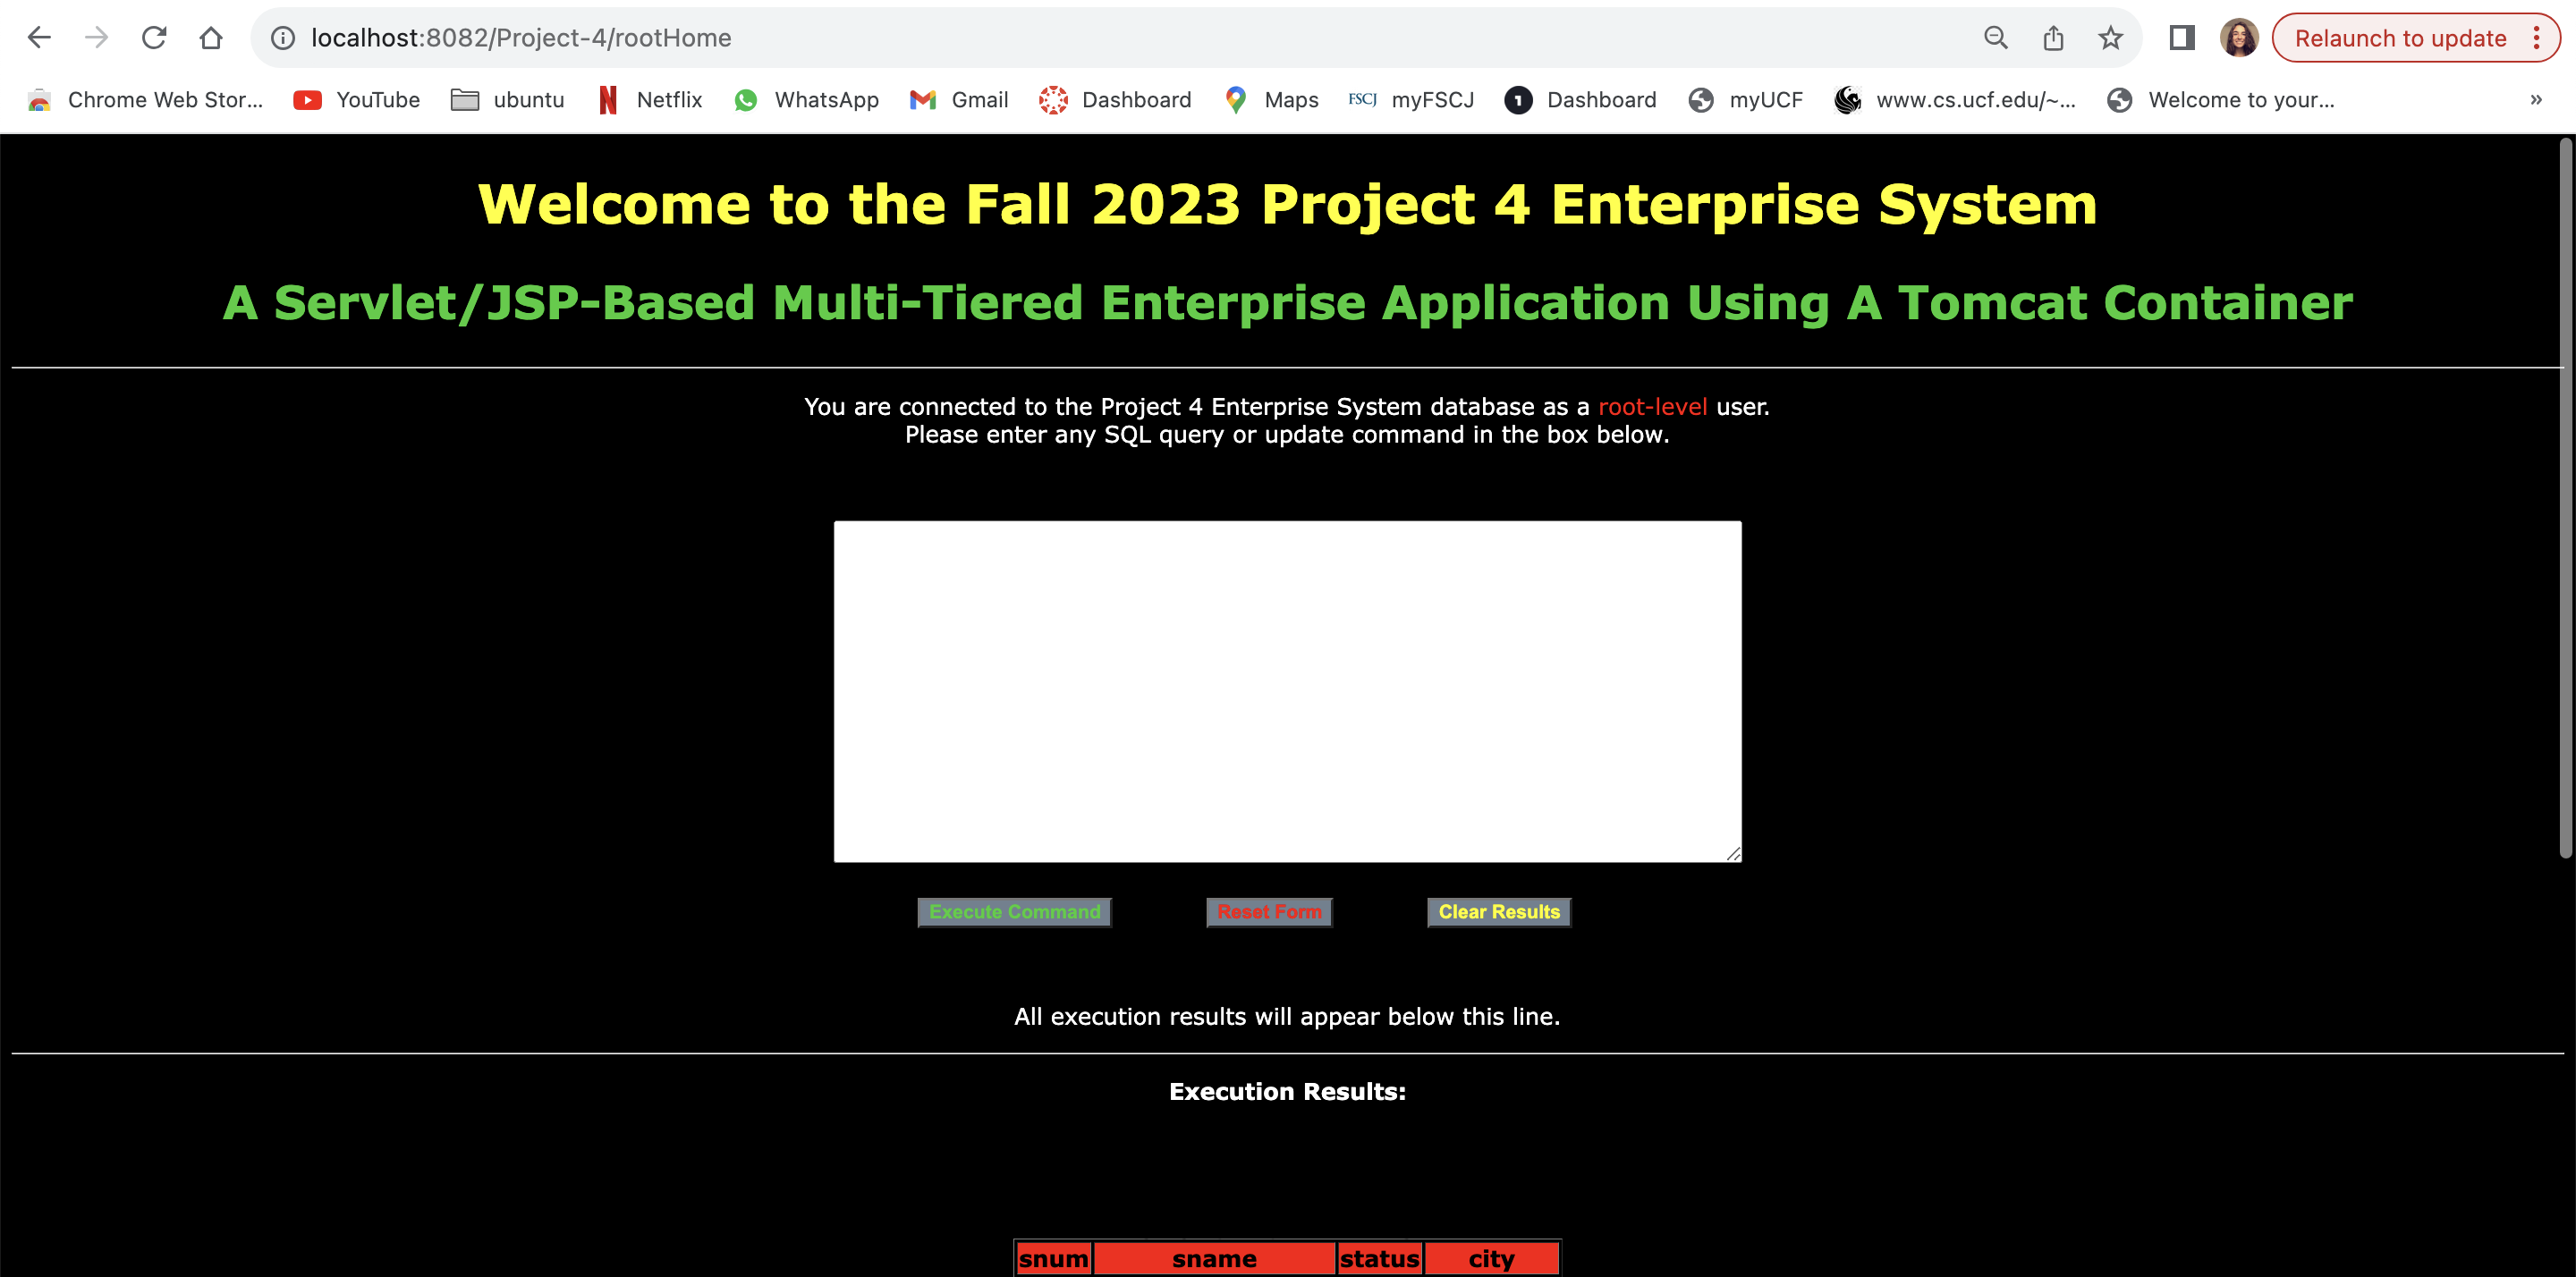 localhost:8082/Project-4/rootHome
Relaunch to update
Chrome Web Stor... YouTube ubuntu Netflix WhatsApp Gmail Dashboard Maps FSCJ myFSCJ 1 Dashboard myUCF www.cs.ucf.edu/~... Welcome to your... »
Welcome to the Fall 2023 Project 4 Enterprise System
A Servlet/JSP-Based Multi-Tiered Enterprise Application Using A Tomcat Container
You are connected to the Project 4 Enterprise System database as a root-level user.
Please enter any SQL query or update command in the box below.
Execute Command Reset Form Clear Results
All execution results will appear below this line.
Execution Results:
snum sname status city